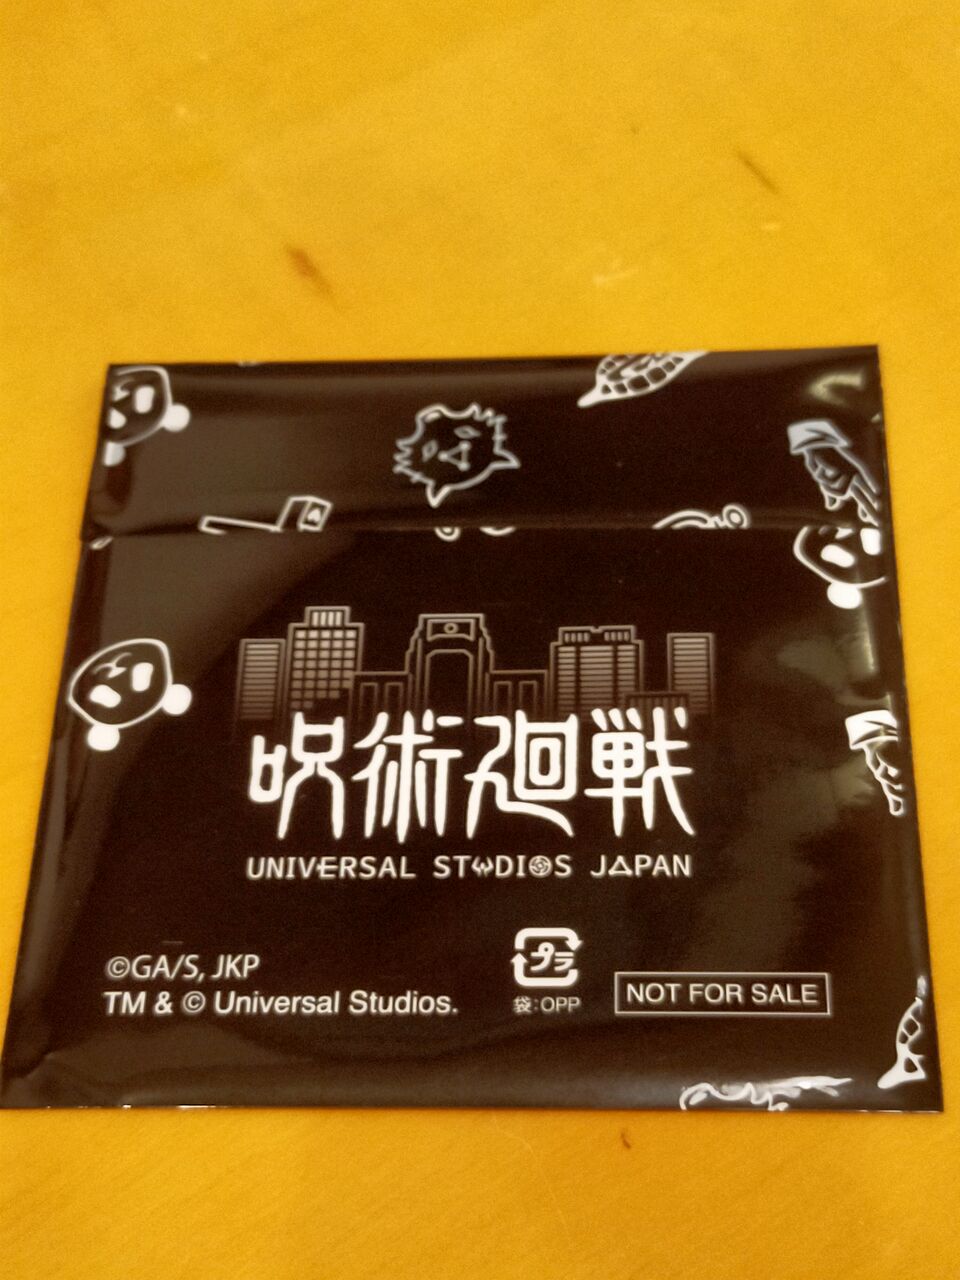 呪術廻戦
UNIVERSAL STUDIOS JAPAN
©GA/S, JKP
TM & © Universal Studios.
プラ
袋:OPP
NOT FOR SALE